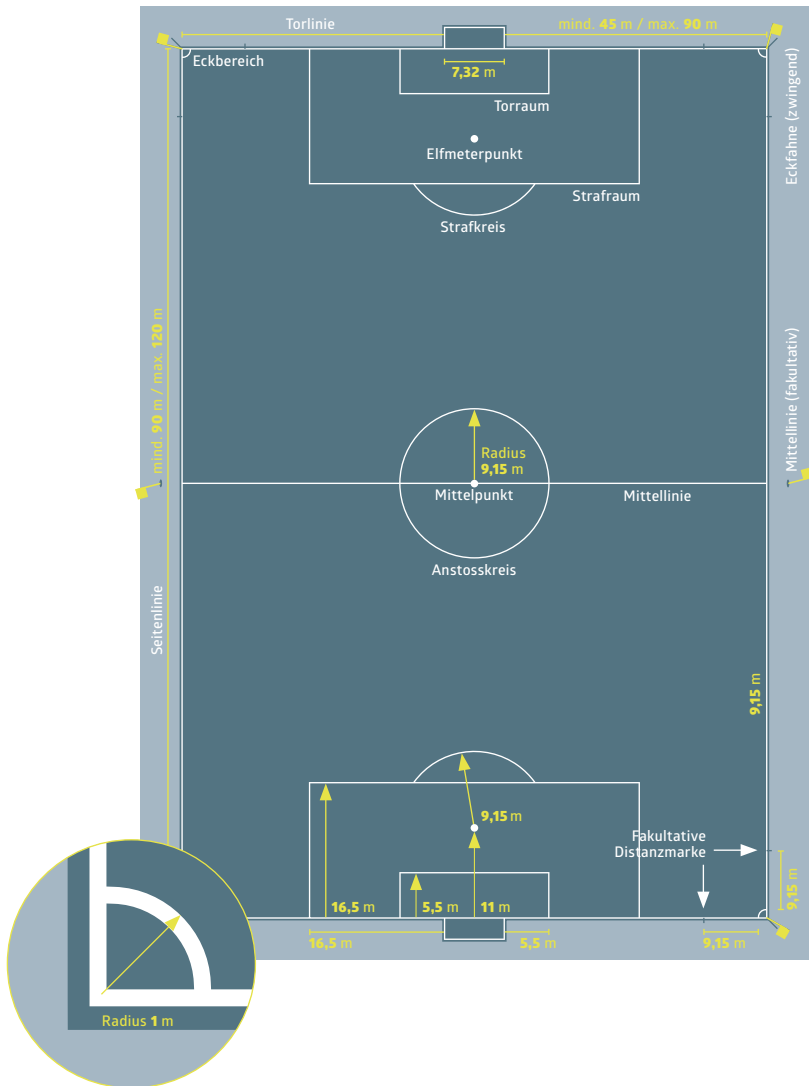 Torlinie
mind. 45 m / max. 90 m
Eckbereich
7,32 m
Torraum
Elfmeterpunkt
Strafraum
Strafkreis
Eckfahne (zwingend)
mind. 90 m / max. 120 m
Mittellinie (fakultativ)
Radius
9,15 m
Mittelpunkt
Mittellinie
Anstosskreis
Seitenlinie
9,15 m
9,15 m
Fakultative
Distanzmarke
9,15 m
16,5 m
5,5 m
11 m
16,5 m
5,5 m
9,15 m
Radius 1 m